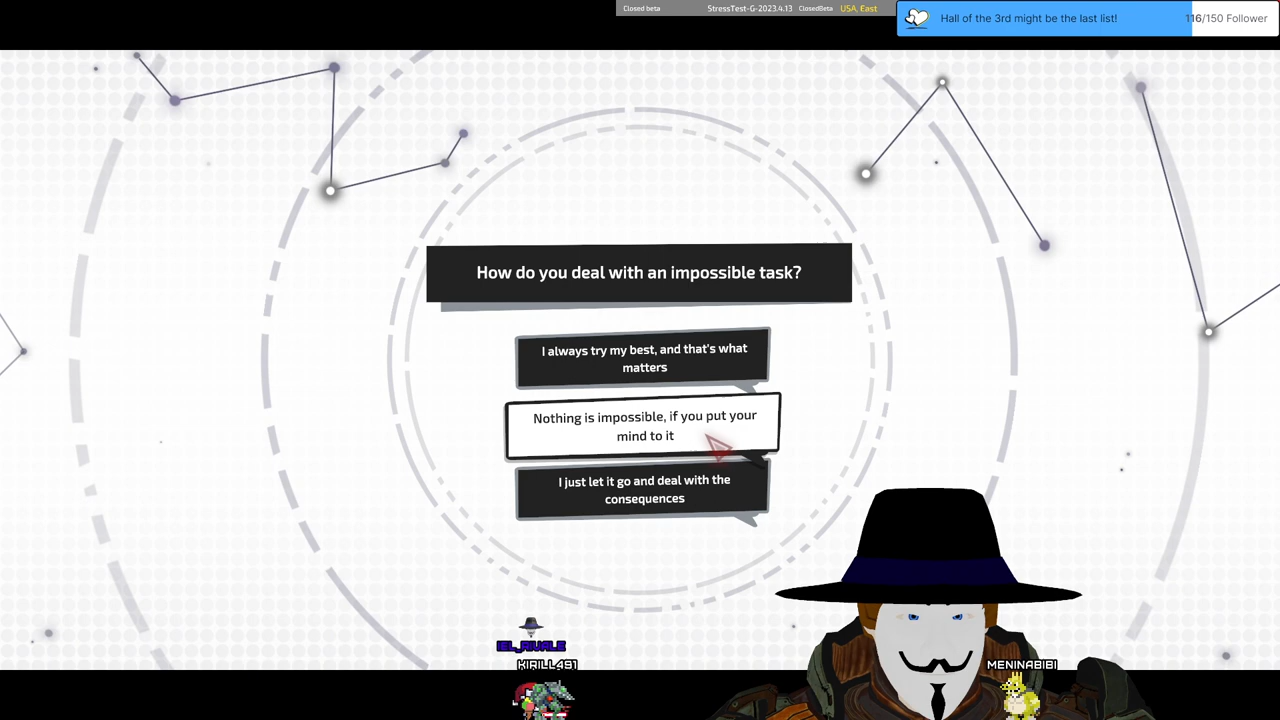 Closed beta StressTest-G-2023.4.13 ClosedBeta USA, East
Hall of the 3rd might be the last list! 116/150 Follower
How do you deal with an impossible task?
I always try my best, and that's what
matters
Nothing is impossible, if you put your
mind to it
I just let it go and deal with the
consequences
KIRILL491
MENINABIBI